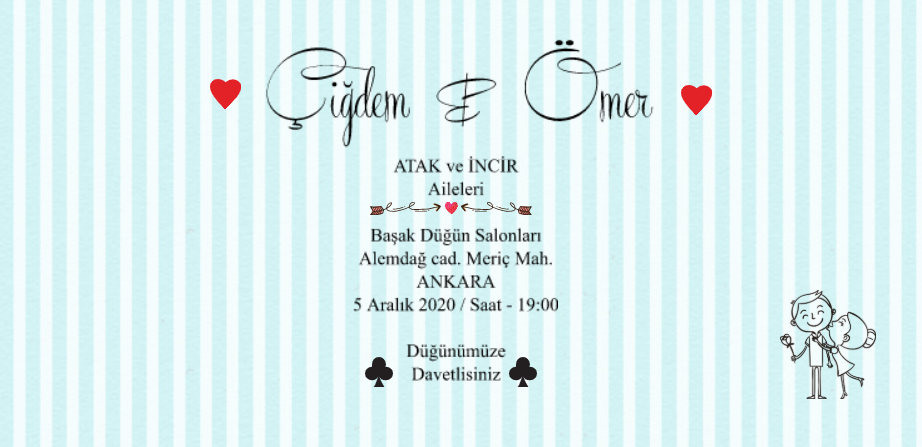 Çiğdem & Ömer
ATAK ve İNCİR
Aileleri
Başak Düğün Salonları
Alemdağ cad. Meriç Mah.
ANKARA
5 Aralık 2020 / Saat - 19:00
Düğünümüze
Davetlisiniz